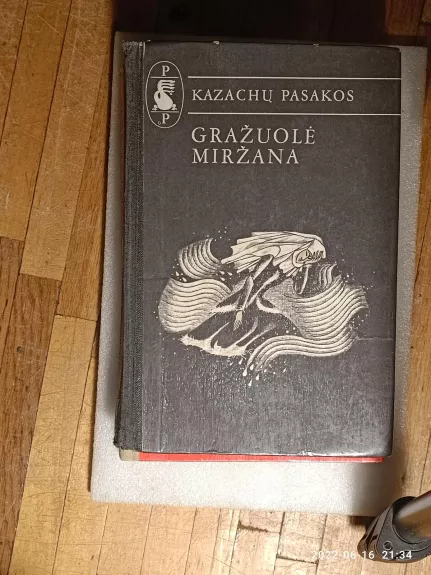 P
P
KAZACHŲ PASAKOS
GRAŽUOLĖ
MIRŽANA
2022-06-16 21:34